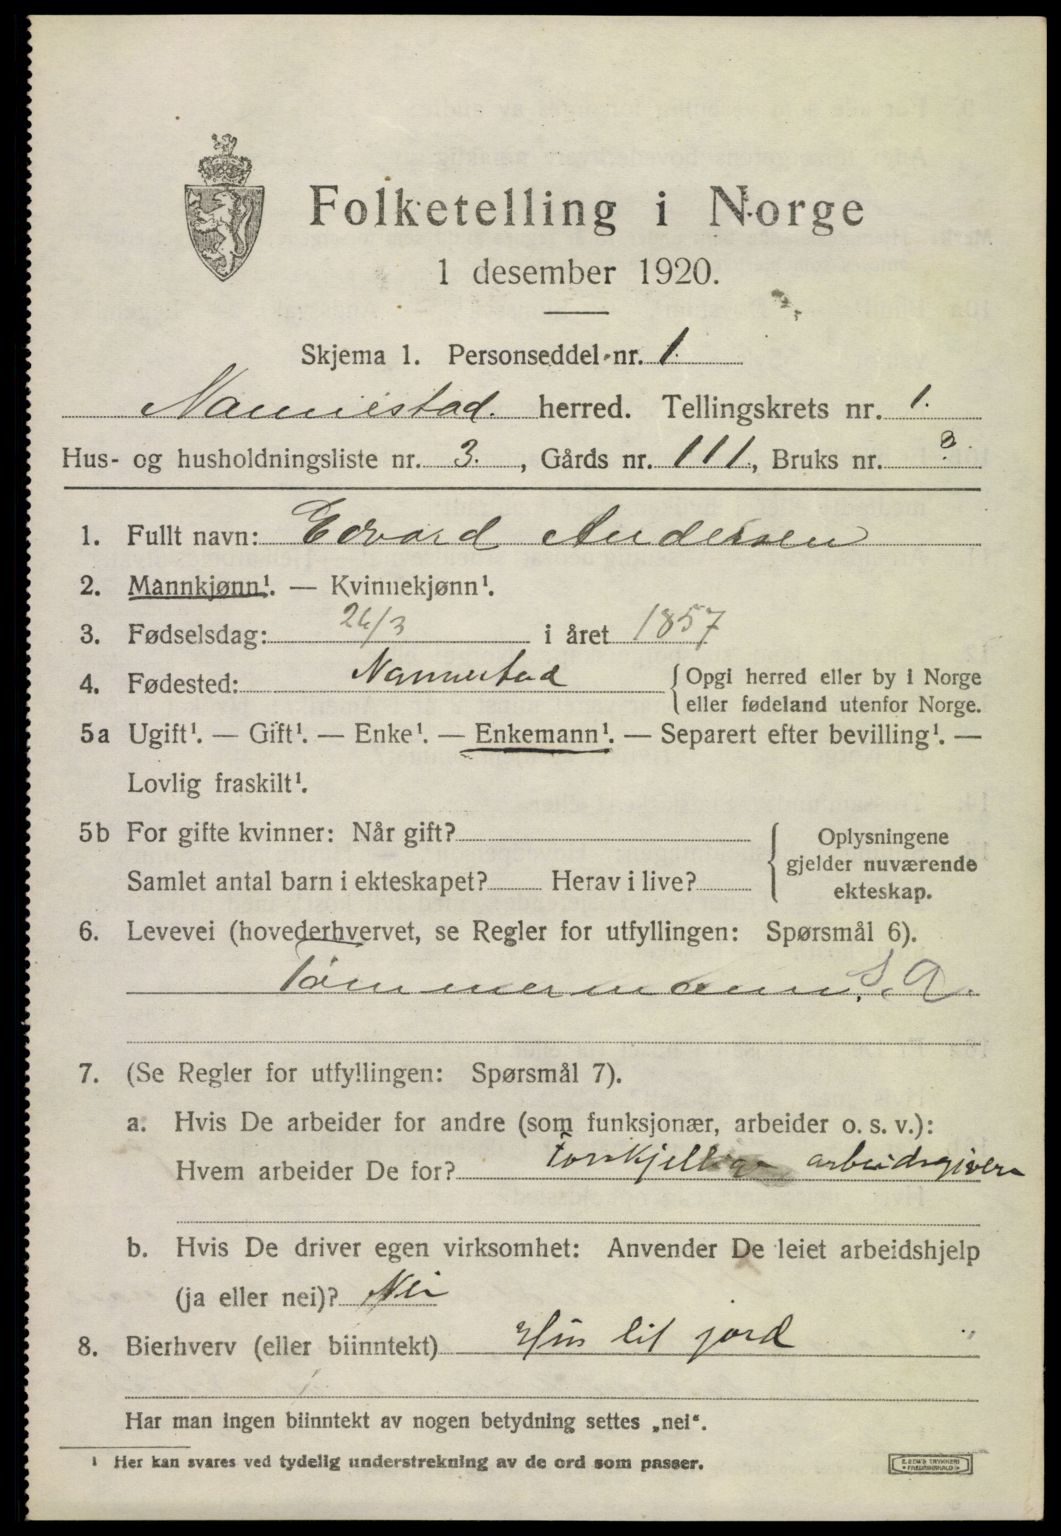 Folketelling i Norge
1 desember 1920.
Skjema 1. Personseddel nr. 1.
Nannestad. herred. Tellingskrets nr. 1.
Hus- og husholdningsliste nr. 3. , Gårds nr. 111, Bruks nr. ?
1. Fullt navn: Edvard Andersen
2. Mannkjønn¹. — Kvinnekjønn¹.
3. Fødselsdag: 26/3 i året 1857
4. Fødested: Nannestad { Opgi herred eller by i Norge
eller fødeland utenfor Norge.
5a Ugift¹. — Gift¹. — Enke¹. — Enkemann¹. — Separert efter bevilling¹. —
Lovlig fraskilt¹.
5b For gifte kvinner: Når gift?
Samlet antal barn i ekteskapet? Herav i live?
{ Oplysningene
gjelder nuværende
ekteskap.
6. Levevei (hovederhvervet, se Regler for utfyllingen: Spørsmål 6).
Tømmermann, S. A.
7. (Se Regler for utfyllingen: Spørsmål 7).
a. Hvis De arbeider for andre (som funksjonær, arbeider o. s. v.):
Hvem arbeider De for? Forskjellige arbeidsgivere
b. Hvis De driver egen virksomhet: Anvender De leiet arbeidshjelp
(ja eller nei)? Nei
8. Bierhverv (eller biinntekt) lit jord
Har man ingen biinntekt av nogen betydning settes „nei“.
¹ Her kan svares ved tydelig understrekning av de ord som passer.